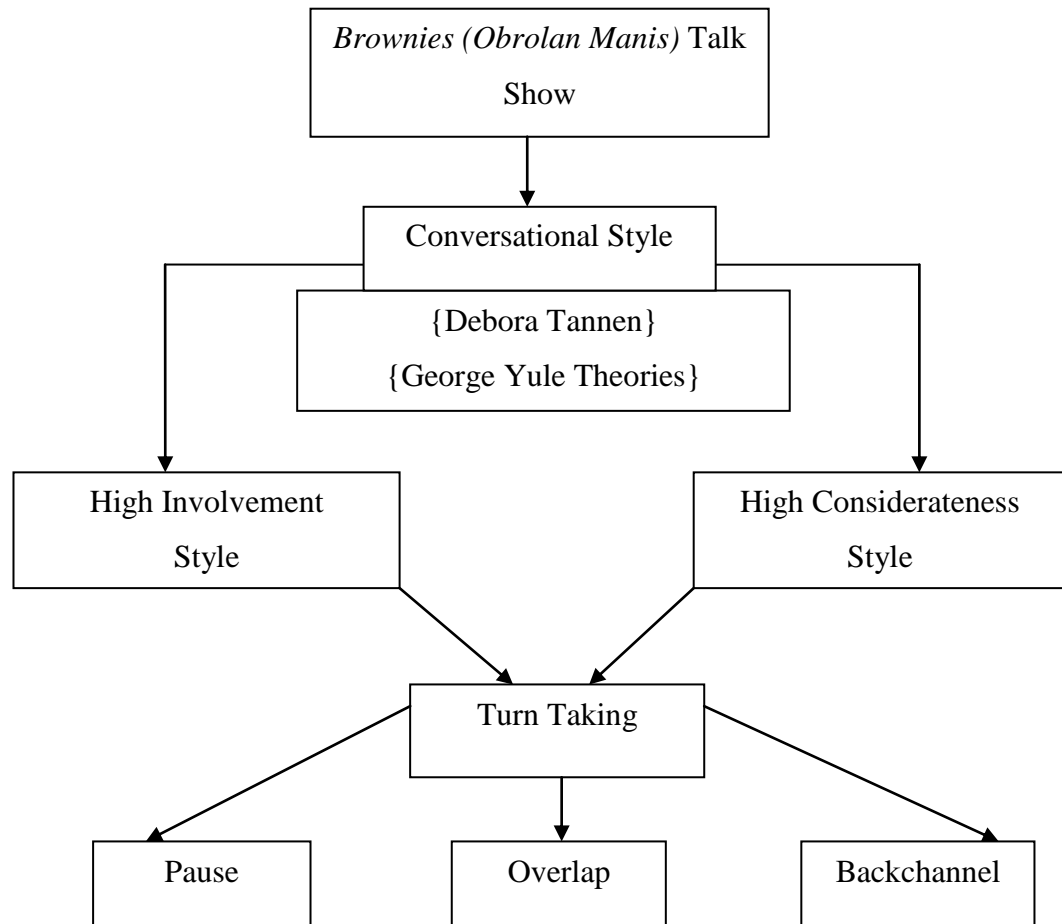 Brownies (Obrolan Manis) Talk
Show
Conversational Style
{Debora Tannen}
{George Yule Theories}
High Involvement
Style
High Considerateness
Style
Turn Taking
Pause
Overlap
Backchannel